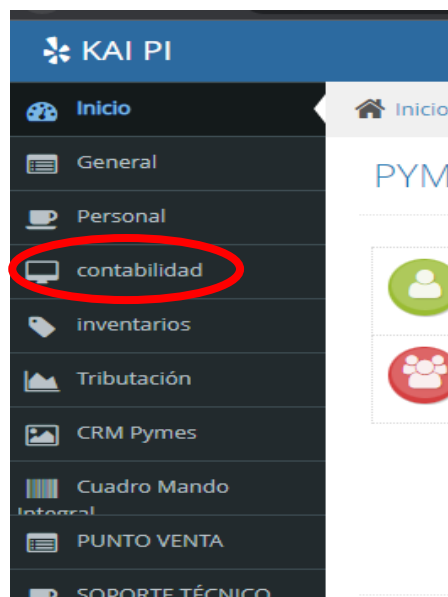 KAI PI
Inicio
Inicio
General
PYM
Personal
contabilidad
inventarios
Tributación
CRM Pymes
Cuadro Mando
Integral
PUNTO VENTA
SOPORTE TÉCNICO